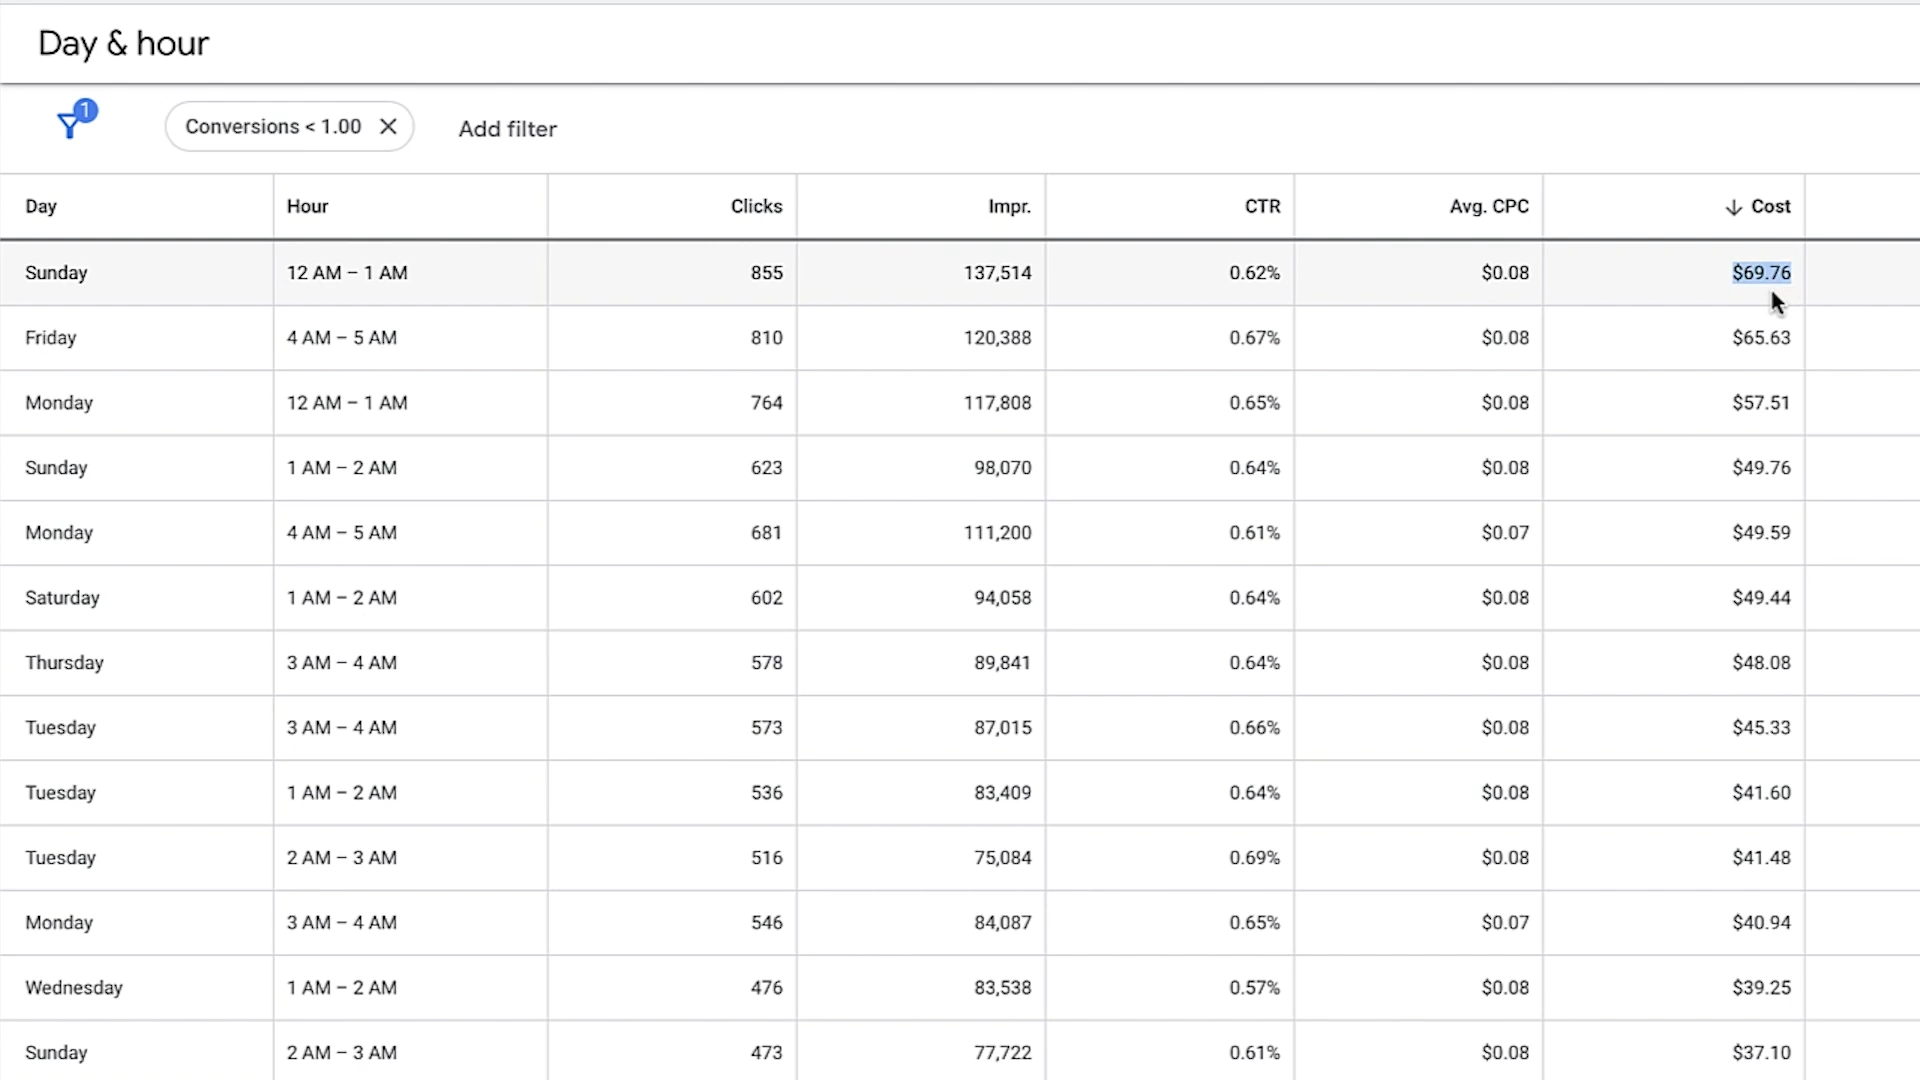 Day & hour
1
Conversions < 1.00
Add filter
Day Hour Clicks Impr. CTR Avg. CPC Cost
Sunday 12 AM – 1 AM 855 137,514 0.62% $0.08 $69.76
Friday 4 AM – 5 AM 810 120,388 0.67% $0.08 $65.63
Monday 12 AM – 1 AM 764 117,808 0.65% $0.08 $57.51
Sunday 1 AM – 2 AM 623 98,070 0.64% $0.08 $49.76
Monday 4 AM – 5 AM 681 111,200 0.61% $0.07 $49.59
Saturday 1 AM – 2 AM 602 94,058 0.64% $0.08 $49.44
Thursday 3 AM – 4 AM 578 89,841 0.64% $0.08 $48.08
Tuesday 3 AM – 4 AM 573 87,015 0.66% $0.08 $45.33
Tuesday 1 AM – 2 AM 536 83,409 0.64% $0.08 $41.60
Tuesday 2 AM – 3 AM 516 75,084 0.69% $0.08 $41.48
Monday 3 AM – 4 AM 546 84,087 0.65% $0.07 $40.94
Wednesday 1 AM – 2 AM 476 83,538 0.57% $0.08 $39.25
Sunday 2 AM – 3 AM 473 77,722 0.61% $0.08 $37.10